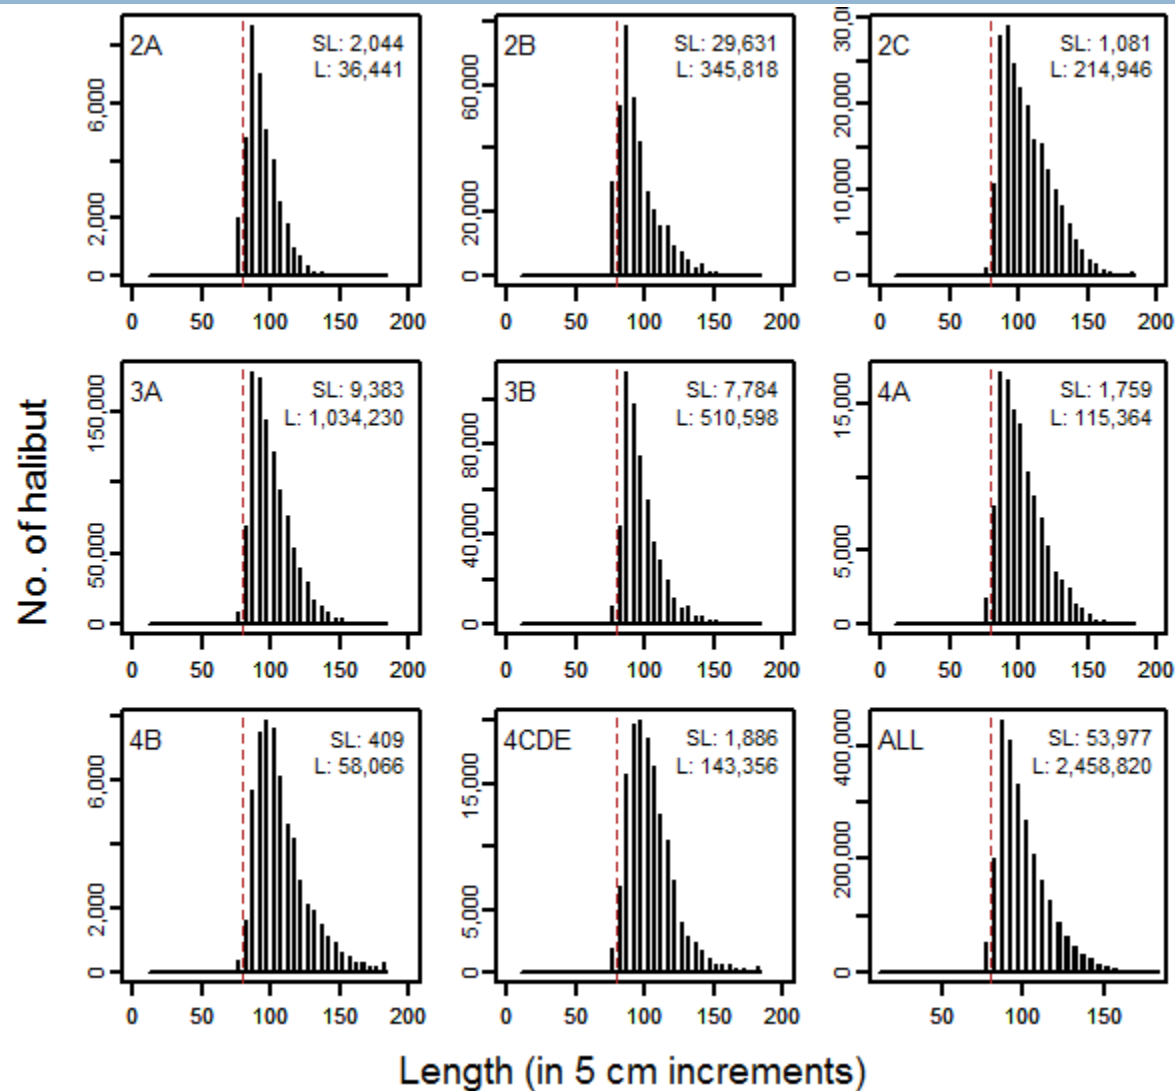 No. of halibut
2A
SL: 2,044
L: 36,441
0
2,000
6,000
0 50 100 150 200
2B
SL: 29,631
L: 345,818
0
20,000
60,000
0 50 100 150 200
2C
SL: 1,081
L: 214,946
0
10,000
20,000
0 50 100 150 200
3A
SL: 9,383
L: 1,034,230
0
50,000
150,000
0 50 100 150 200
3B
SL: 7,784
L: 510,598
0
40,000
80,000
0 50 100 150 200
4A
SL: 1,759
L: 115,364
0
5,000
15,000
0 50 100 150 200
4B
SL: 409
L: 58,066
0
2,000
6,000
0 50 100 150 200
4CDE
SL: 1,886
L: 143,356
0
5,000
15,000
0 50 100 150 200
ALL
SL: 53,977
L: 2,458,820
0
200,000
400,000
50 100 150
Length (in 5 cm increments)